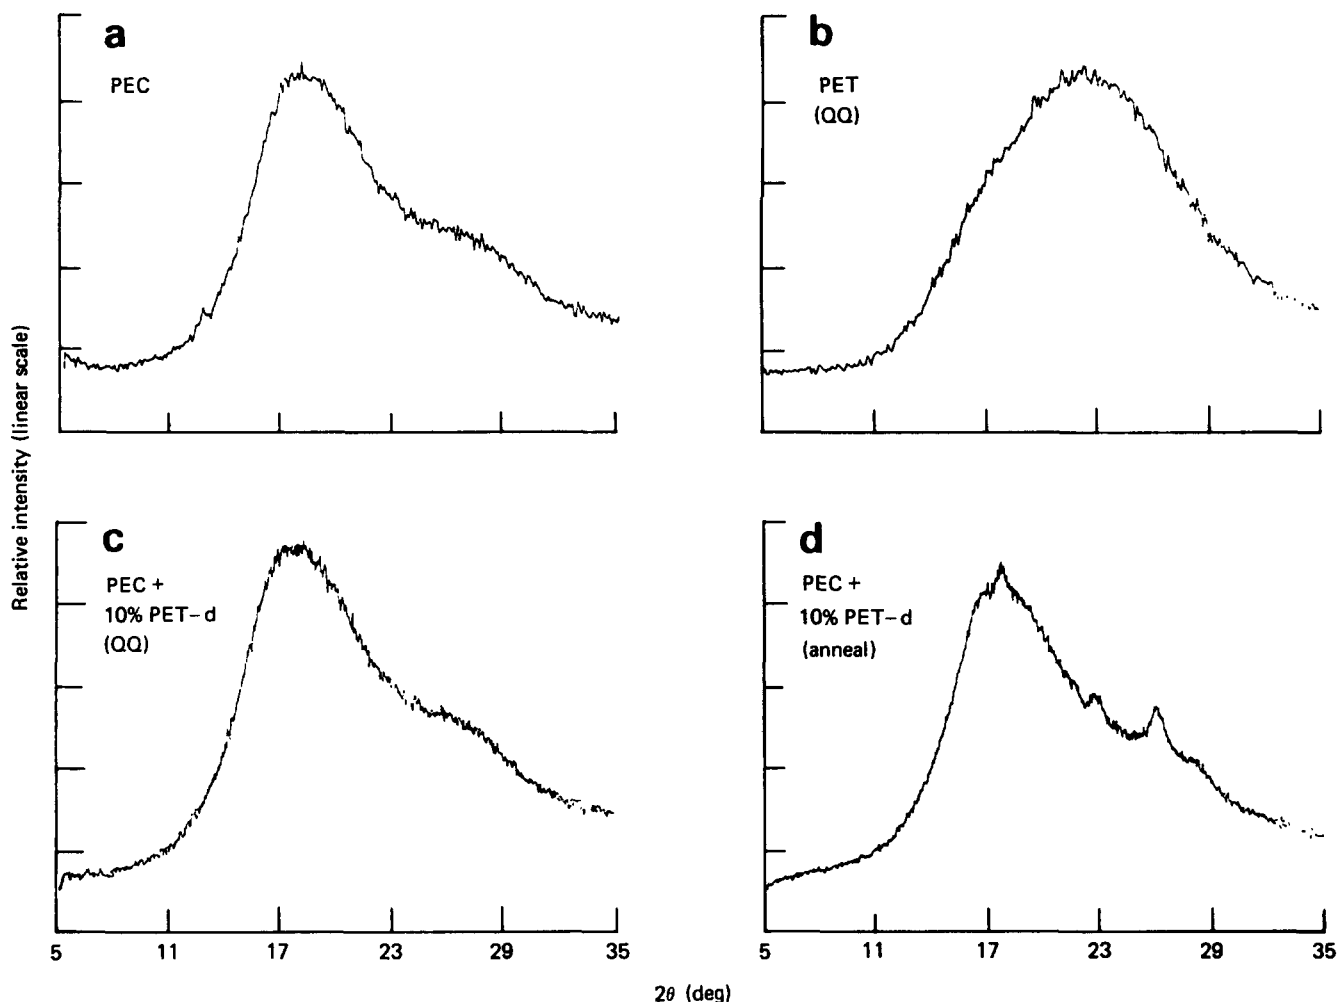 a
PEC
b
PET
(QQ)
Relative intensity (linear scale)
c
PEC +
10% PET-d
(QQ)
d
PEC +
10% PET-d
(anneal)
5 11 17 23 29 35
5 11 17 23 29 35
2θ (deg)